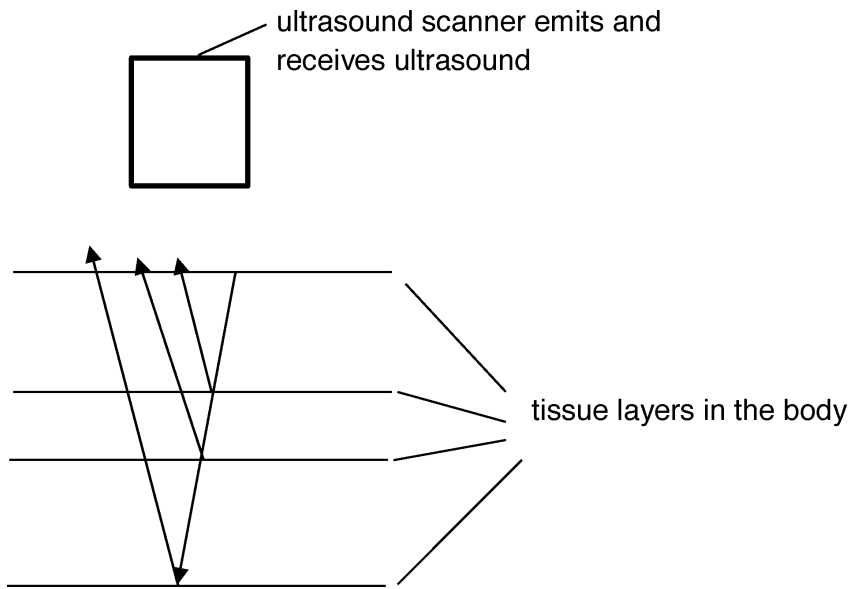 ultrasound scanner emits and
receives ultrasound
tissue layers in the body